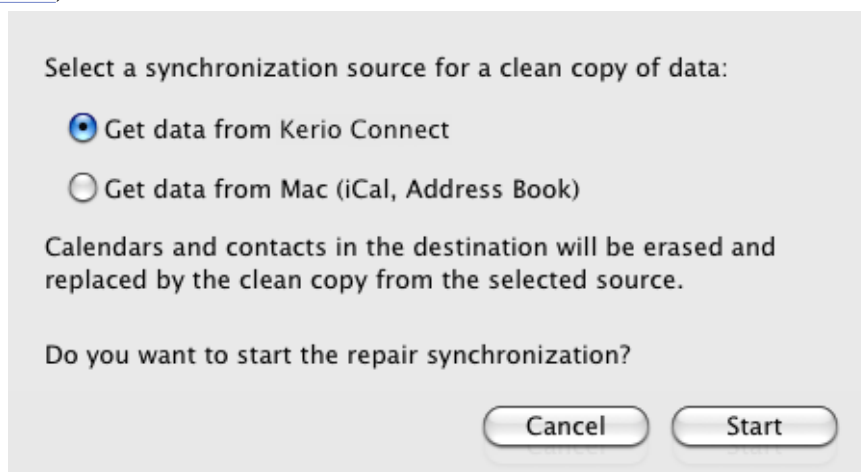 Select a synchronization source for a clean copy of data:
Get data from Kerio Connect
Get data from Mac (iCal, Address Book)
Calendars and contacts in the destination will be erased and
replaced by the clean copy from the selected source.
Do you want to start the repair synchronization?
Cancel
Start